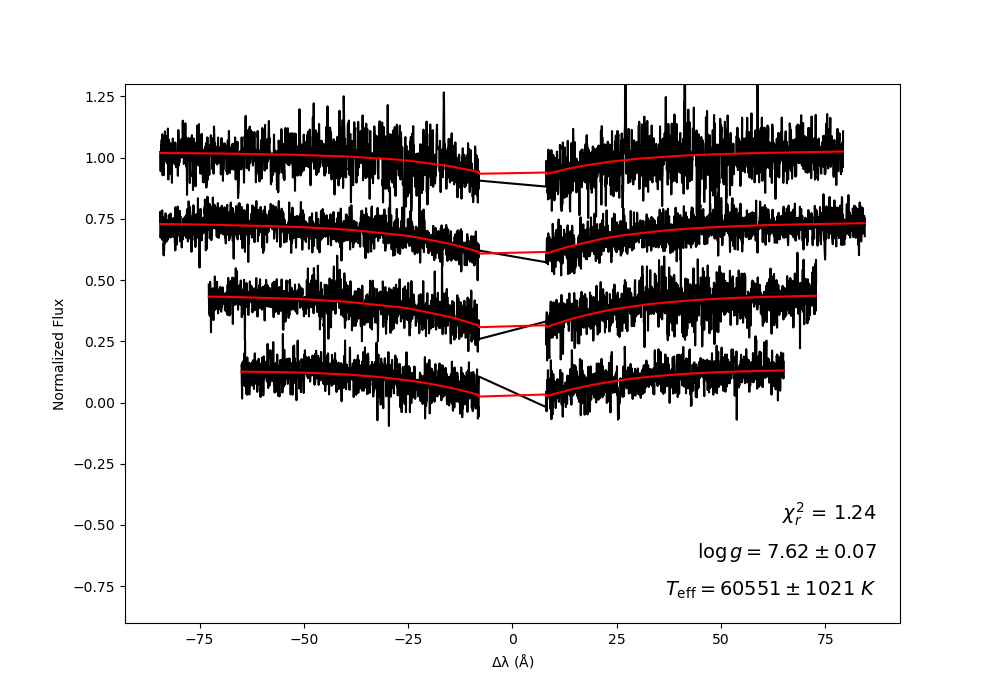 1.25
1.00
0.75
0.50
0.25
0.00
−0.25
−0.50
−0.75
Normalized Flux
χ²ᵣ = 1.24
log g = 7.62 ± 0.07
T_eff = 60551 ± 1021 K
−75 −50 −25 0 25 50 75
Δλ (Å)